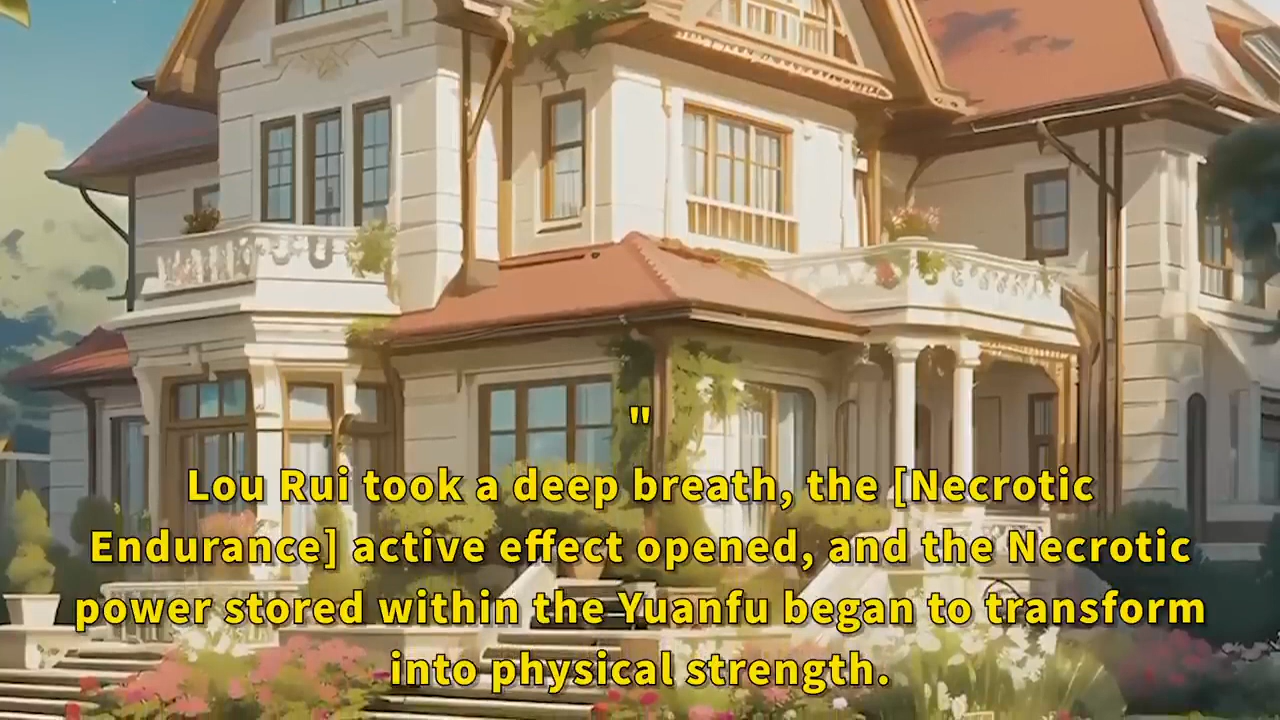 "
Lou Rui took a deep breath, the [Necrotic
Endurance] active effect opened, and the Necrotic
power stored within the Yuanfu began to transform
into physical strength.